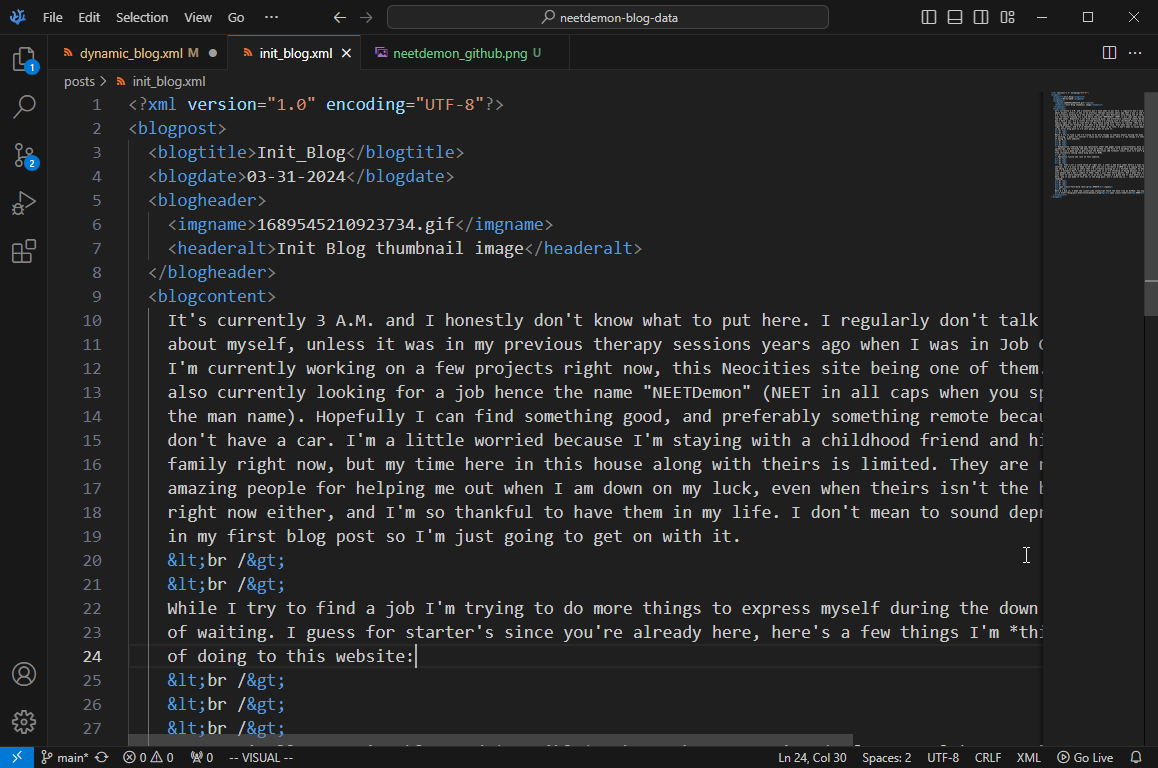 File Edit Selection View Go ··· neetdemon-blog-data
dynamic_blog.xml M init_blog.xml neetdemon_github.png U
posts > init_blog.xml
1 <?xml version="1.0" encoding="UTF-8"?>
2 <blogpost>
3 <blogtitle>Init_Blog</blogtitle>
4 <blogdate>03-31-2024</blogdate>
5 <blogheader>
6 <imgname>1689545210923734.gif</imgname>
7 <headeralt>Init Blog thumbnail image</headeralt>
8 </blogheader>
9 <blogcontent>
10 It's currently 3 A.M. and I honestly don't know what to put here. I regularly don't talk
11 about myself, unless it was in my previous therapy sessions years ago when I was in Job
12 I'm currently working on a few projects right now, this Neocities site being one of them.
13 also currently looking for a job hence the name "NEETDemon" (NEET in all caps when you
14 the man name). Hopefully I can find something good, and preferably something remote
15 don't have a car. I'm a little worried because I'm staying with a childhood friend and
16 family right now, but my time here in this house along with theirs is limited. They are
17 amazing people for helping me out when I am down on my luck, even when theirs isn't the
18 right now either, and I'm so thankful to have them in my life. I don't mean to sound
19 in my first blog post so I'm just going to get on with it.
20 &lt;br /&gt;
21 &lt;br /&gt;
22 While I try to find a job I'm trying to do more things to express myself during the down
23 of waiting. I guess for starter's since you're already here, here's a few things I'm
24 of doing to this website:
25 &lt;br /&gt;
26 &lt;br /&gt;
27 &lt;br /&gt;
1
2
main* 0 0 0 -- VISUAL -- Ln 24, Col 30 Spaces: 2 UTF-8 CRLF XML Go Live